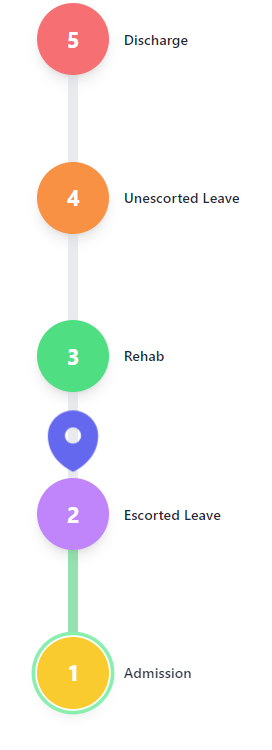 5 Discharge
4 Unescorted Leave
3 Rehab
2 Escorted Leave
1 Admission